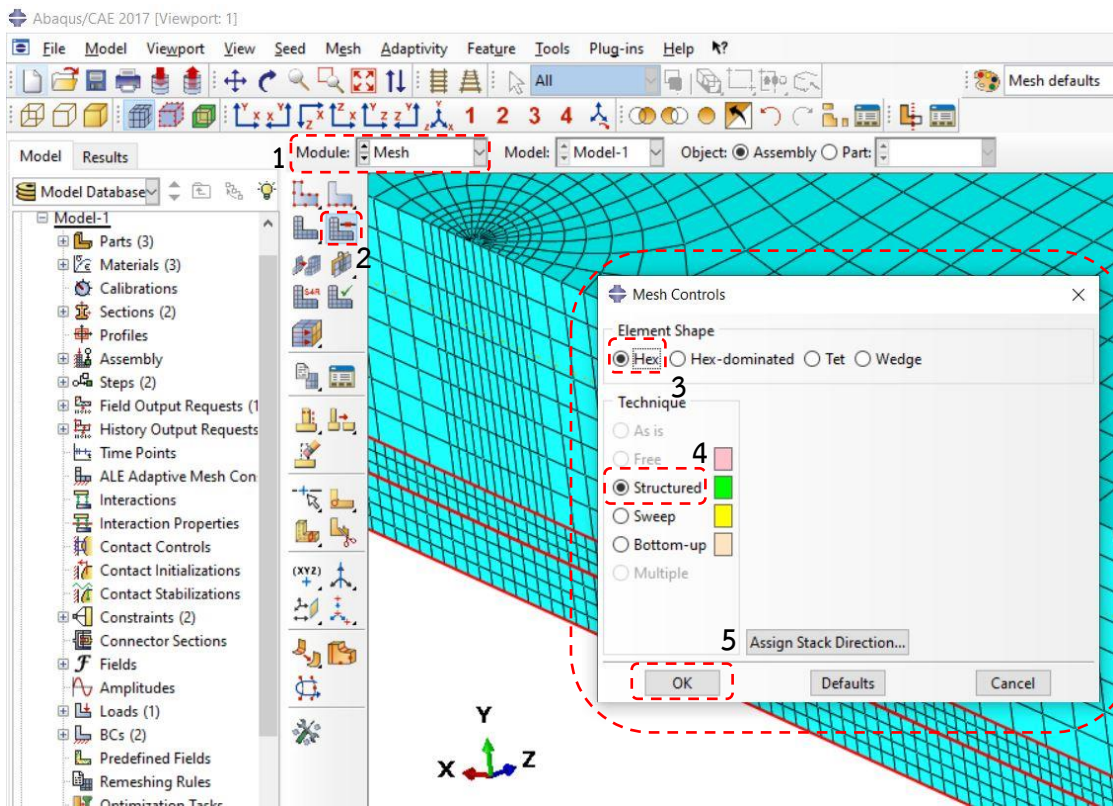 Abaqus/CAE 2017 [Viewport: 1]
File Model Viewport View Seed Mesh Adaptivity Feature Tools Plug-ins Help
All
Mesh defaults
1 2 3 4
Model Results
1 Module: Mesh Model: Model-1 Object: Assembly Part:
Model Database
2
Model-1
Parts (3)
Materials (3)
Calibrations
Sections (2)
Profiles
Assembly
Steps (2)
Field Output Requests (1
History Output Requests
Time Points
ALE Adaptive Mesh Con
Interactions
Interaction Properties
Contact Controls
Contact Initializations
Contact Stabilizations
Constraints (2)
Connector Sections
Fields
Amplitudes
Loads (1)
BCs (2)
Predefined Fields
Remeshing Rules
Optimization Tasks
S4R
(XYZ)
Mesh Controls
Element Shape
Hex Hex-dominated Tet Wedge
3
Technique
As is
Free
4
Structured
Sweep
Bottom-up
Multiple
5
Assign Stack Direction...
OK Defaults Cancel
Y
X Z